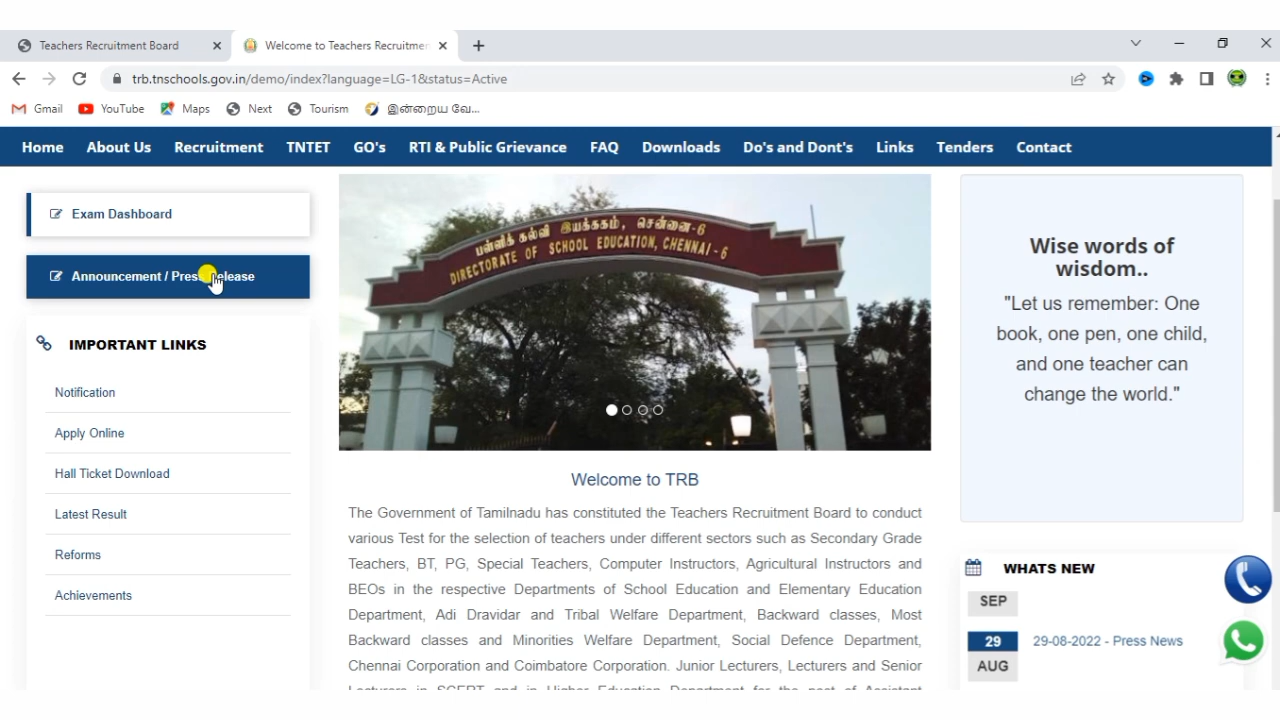 Teachers Recruitment Board
Welcome to Teachers Recruitmen
trb.tnschools.gov.in/demo/index?language=LG-1&status=Active
Gmail YouTube Maps Next Tourism இன்றைய வே...
Home About Us Recruitment TNTET GO's RTI & Public Grievance FAQ Downloads Do's and Dont's Links Tenders Contact
Exam Dashboard
Announcement / Press Release
IMPORTANT LINKS
Notification
Apply Online
Hall Ticket Download
Latest Result
Reforms
Achievements
பள்ளிக் கல்வி இயக்ககம், சென்னை-6
DIRECTORATE OF SCHOOL EDUCATION, CHENNAI - 6
Welcome to TRB
The Government of Tamilnadu has constituted the Teachers Recruitment Board to conduct
various Test for the selection of teachers under different sectors such as Secondary Grade
Teachers, BT, PG, Special Teachers, Computer Instructors, Agricultural Instructors and
BEOs in the respective Departments of School Education and Elementary Education
Department, Adi Dravidar and Tribal Welfare Department, Backward classes, Most
Backward classes and Minorities Welfare Department, Social Defence Department,
Chennai Corporation and Coimbatore Corporation. Junior Lecturers, Lecturers and Senior
Lecturers in SCERT and in Higher Education Department for the post of Assistant
Wise words of
wisdom..
"Let us remember: One
book, one pen, one child,
and one teacher can
change the world."
WHATS NEW
SEP
29 29-08-2022 - Press News
AUG